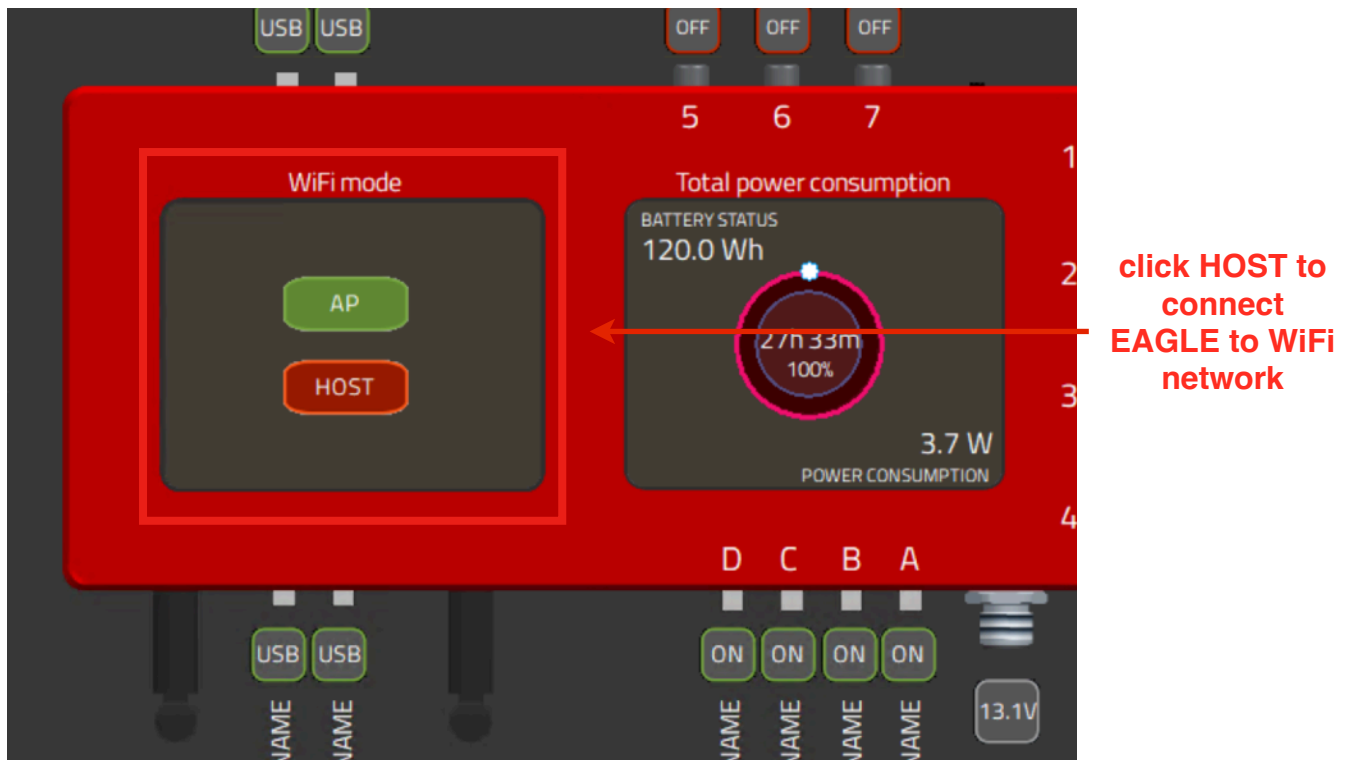 USB USB
OFF OFF OFF
5 6 7
1
WiFi mode
Total power consumption
BATTERY STATUS
120.0 Wh
2
click HOST to
connect
EAGLE to WiFi
network
AP
27h 33m
100%
HOST
3
3.7 W
POWER CONSUMPTION
4
D C B A
USB USB
ON ON ON ON
NAME NAME
NAME NAME NAME NAME
13.1V